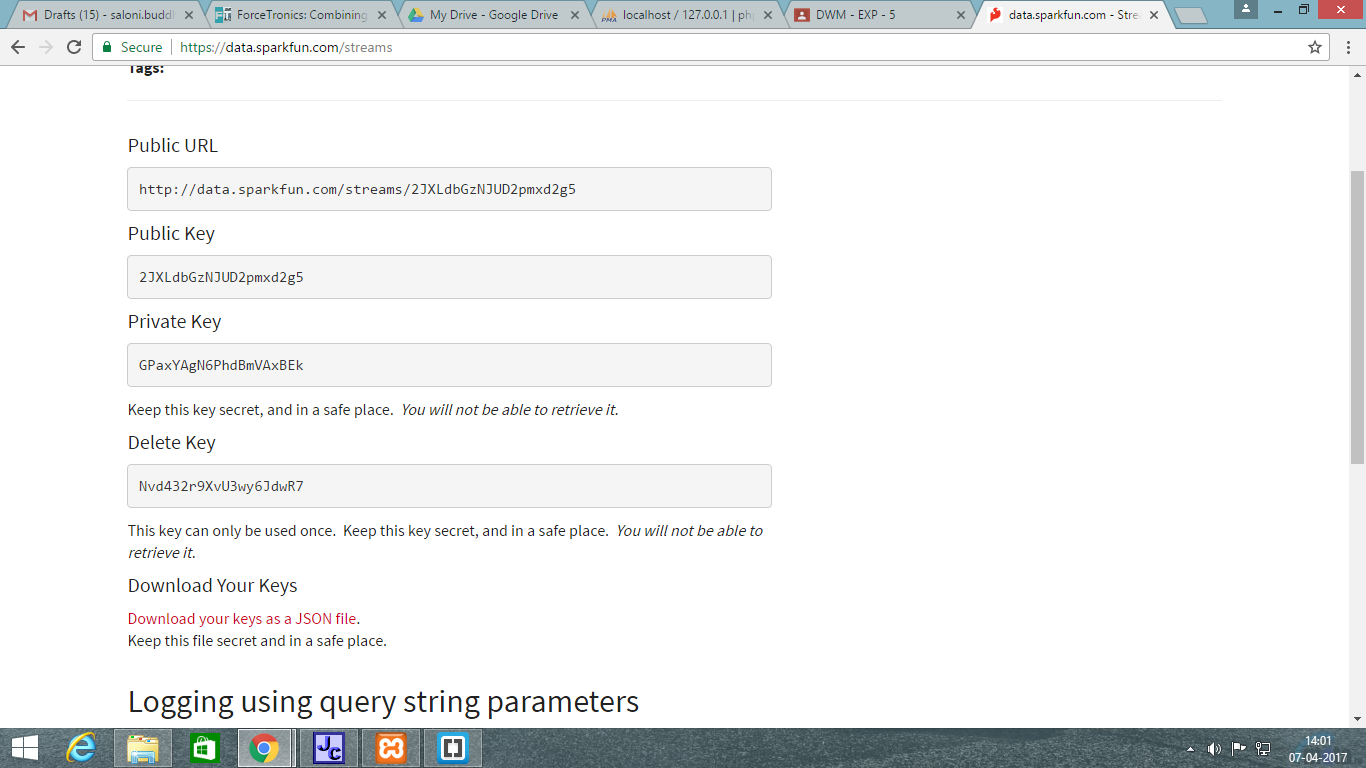 Drafts (15) - saloni.buddh
ForceTronics: Combining
My Drive - Google Drive
localhost / 127.0.0.1 | ph
DWM - EXP - 5
data.sparkfun.com - Stre
Secure
https://data.sparkfun.com/streams
Tags:
Public URL
http://data.sparkfun.com/streams/2JXLdbGzNJUD2pmxd2g5
Public Key
2JXLdbGzNJUD2pmxd2g5
Private Key
GPaxYAgN6PhdBmVAxBEk
Keep this key secret, and in a safe place. You will not be able to retrieve it.
Delete Key
Nvd432r9XvU3wy6JdwR7
This key can only be used once. Keep this key secret, and in a safe place. You will not be able to
retrieve it.
Download Your Keys
Download your keys as a JSON file.
Keep this file secret and in a safe place.
Logging using query string parameters
14:01
07-04-2017